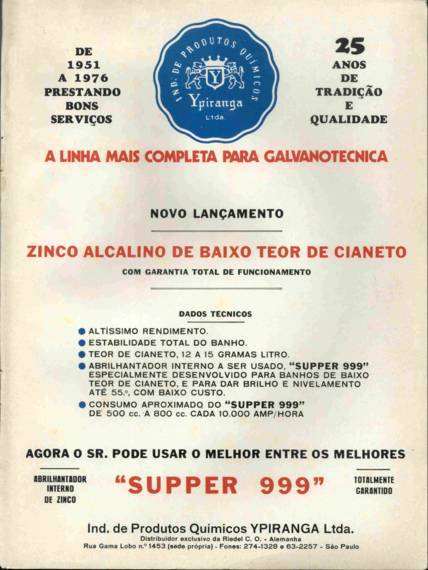 DE
1951
A 1976
PRESTANDO
BONS
SERVIÇOS
IND. DE PRODUTOS QUÍMICOS
Y
Ypiranga
LTda.
25
ANOS
DE
TRADIÇÃO
E
QUALIDADE
A LINHA MAIS COMPLETA PARA GALVANOTECNICA
NOVO LANÇAMENTO
ZINCO ALCALINO DE BAIXO TEOR DE CIANETO
COM GARANTIA TOTAL DE FUNCIONAMENTO
DADOS TÉCNICOS
ALTÍSSIMO RENDIMENTO.
ESTABILIDADE TOTAL DO BANHO.
TEOR DE CIANETO, 12 A 15 GRAMAS LITRO.
ABRILHANTADOR INTERNO A SER USADO, "SUPPER 999"
ESPECIALMENTE DESENVOLVIDO PARA BANHOS DE BAIXO
TEOR DE CIANETO, E PARA DAR BRILHO E NIVELAMENTO
ATÉ 55.º, COM BAIXO CUSTO.
CONSUMO APROXIMADO DO "SUPPER 999"
DE 500 cc. A 800 cc. CADA 10.000 AMP/HORA
AGORA O SR. PODE USAR O MELHOR ENTRE OS MELHORES
ABRILHANTADOR
INTERNO
DE ZINCO
"SUPPER 999"
TOTALMENTE
GARANTIDO
Ind. de Produtos Químicos YPIRANGA Ltda.
Distribuidor exclusivo da Riedel C. O. - Alemanha
Rua Gama Lobo n.º 1453 (sede própria) - Fones: 274-1328 e 63-2257 - São Paulo